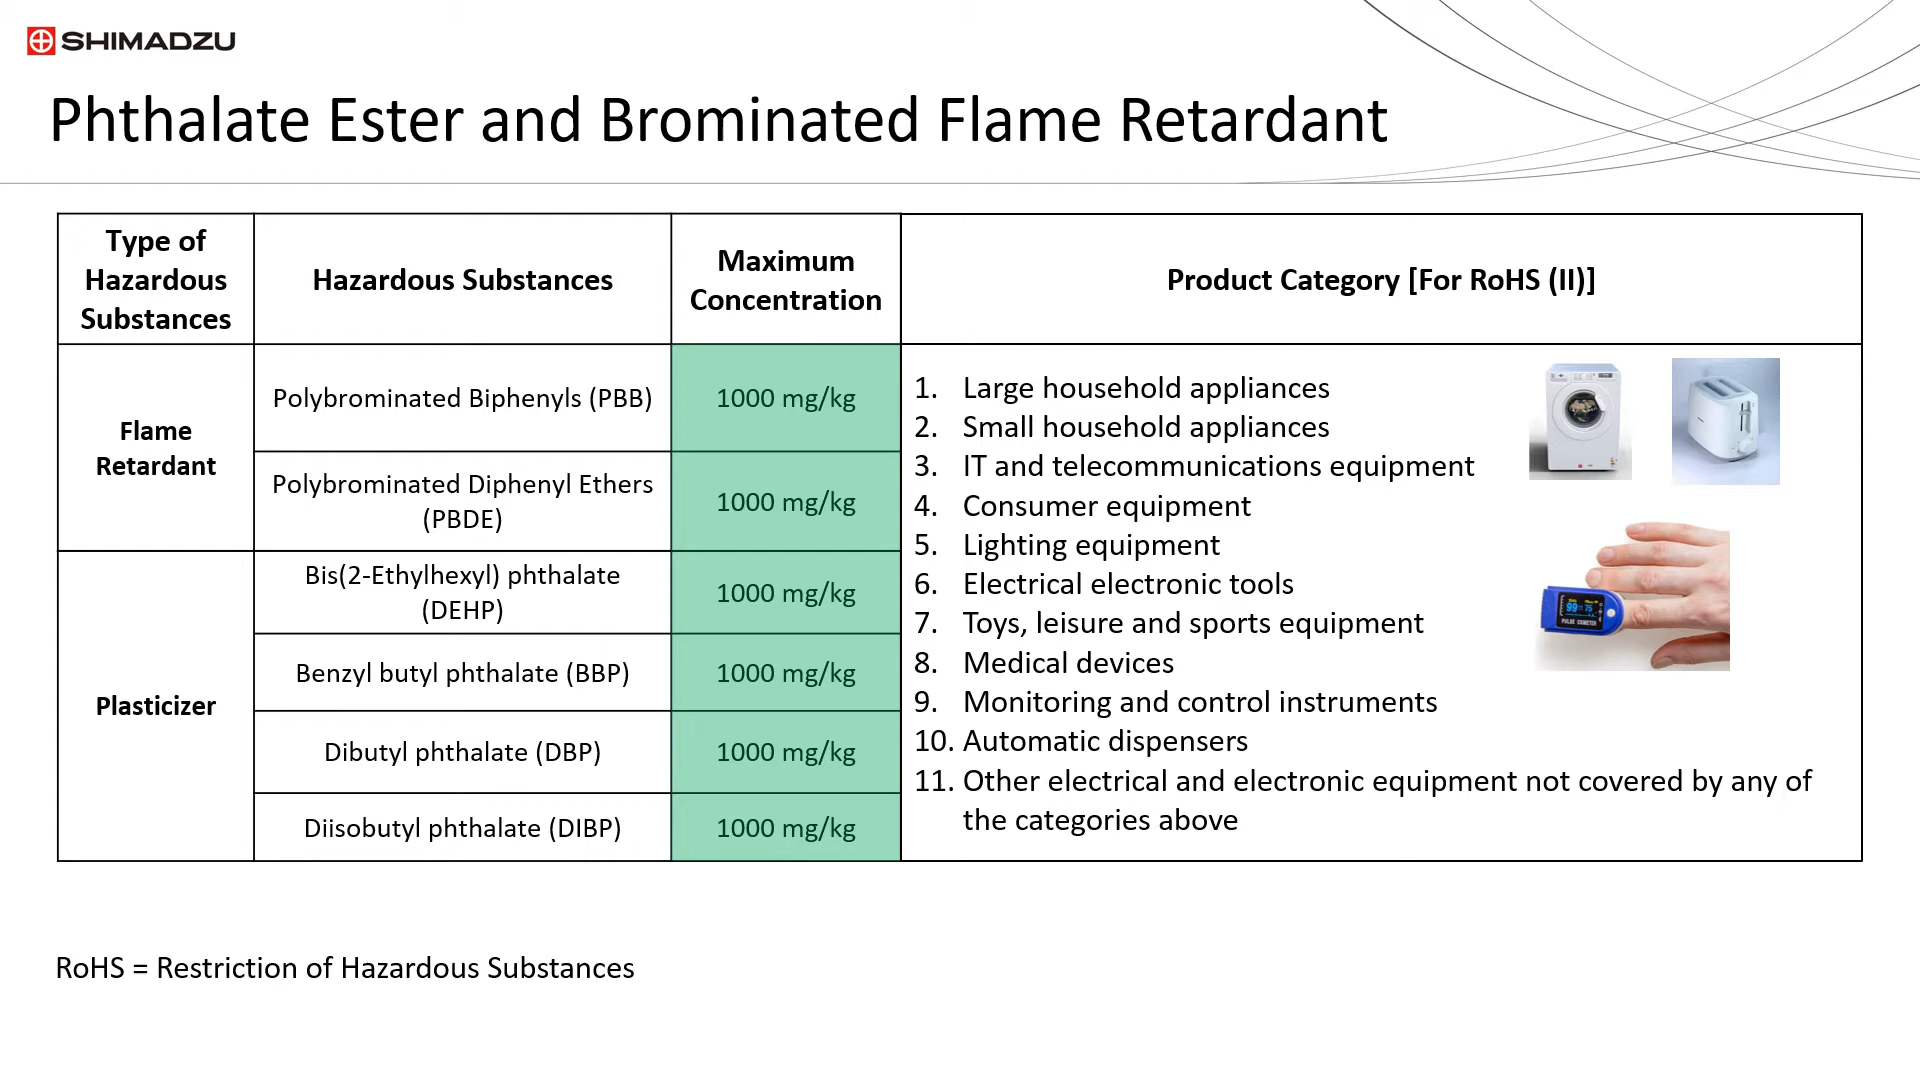 SHIMADZU
Phthalate Ester and Brominated Flame Retardant
Type of
Hazardous
Substances
Hazardous Substances
Maximum
Concentration
Product Category [For RoHS (II)]
Flame
Retardant
Polybrominated Biphenyls (PBB)
1000 mg/kg
Polybrominated Diphenyl Ethers
(PBDE)
1000 mg/kg
Plasticizer
Bis(2-Ethylhexyl) phthalate
(DEHP)
1000 mg/kg
Benzyl butyl phthalate (BBP)
1000 mg/kg
Dibutyl phthalate (DBP)
1000 mg/kg
Diisobutyl phthalate (DIBP)
1000 mg/kg
1. Large household appliances
2. Small household appliances
3. IT and telecommunications equipment
4. Consumer equipment
5. Lighting equipment
6. Electrical electronic tools
7. Toys, leisure and sports equipment
8. Medical devices
9. Monitoring and control instruments
10. Automatic dispensers
11. Other electrical and electronic equipment not covered by any of
the categories above
99 75
PULSE OXIMETER
RoHS = Restriction of Hazardous Substances